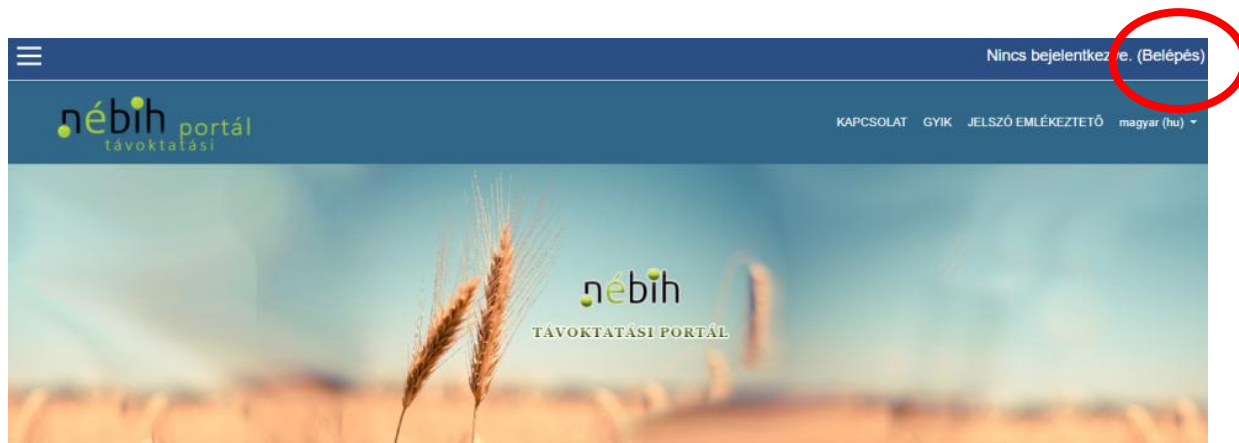 Nincs bejelentkezve. (Belépés)
nébih portál
távoktatási
KAPCSOLAT GYIK JELSZÓ EMLÉKEZTETŐ magyar (hu)
nébih
TÁVOKTATÁSI PORTÁL